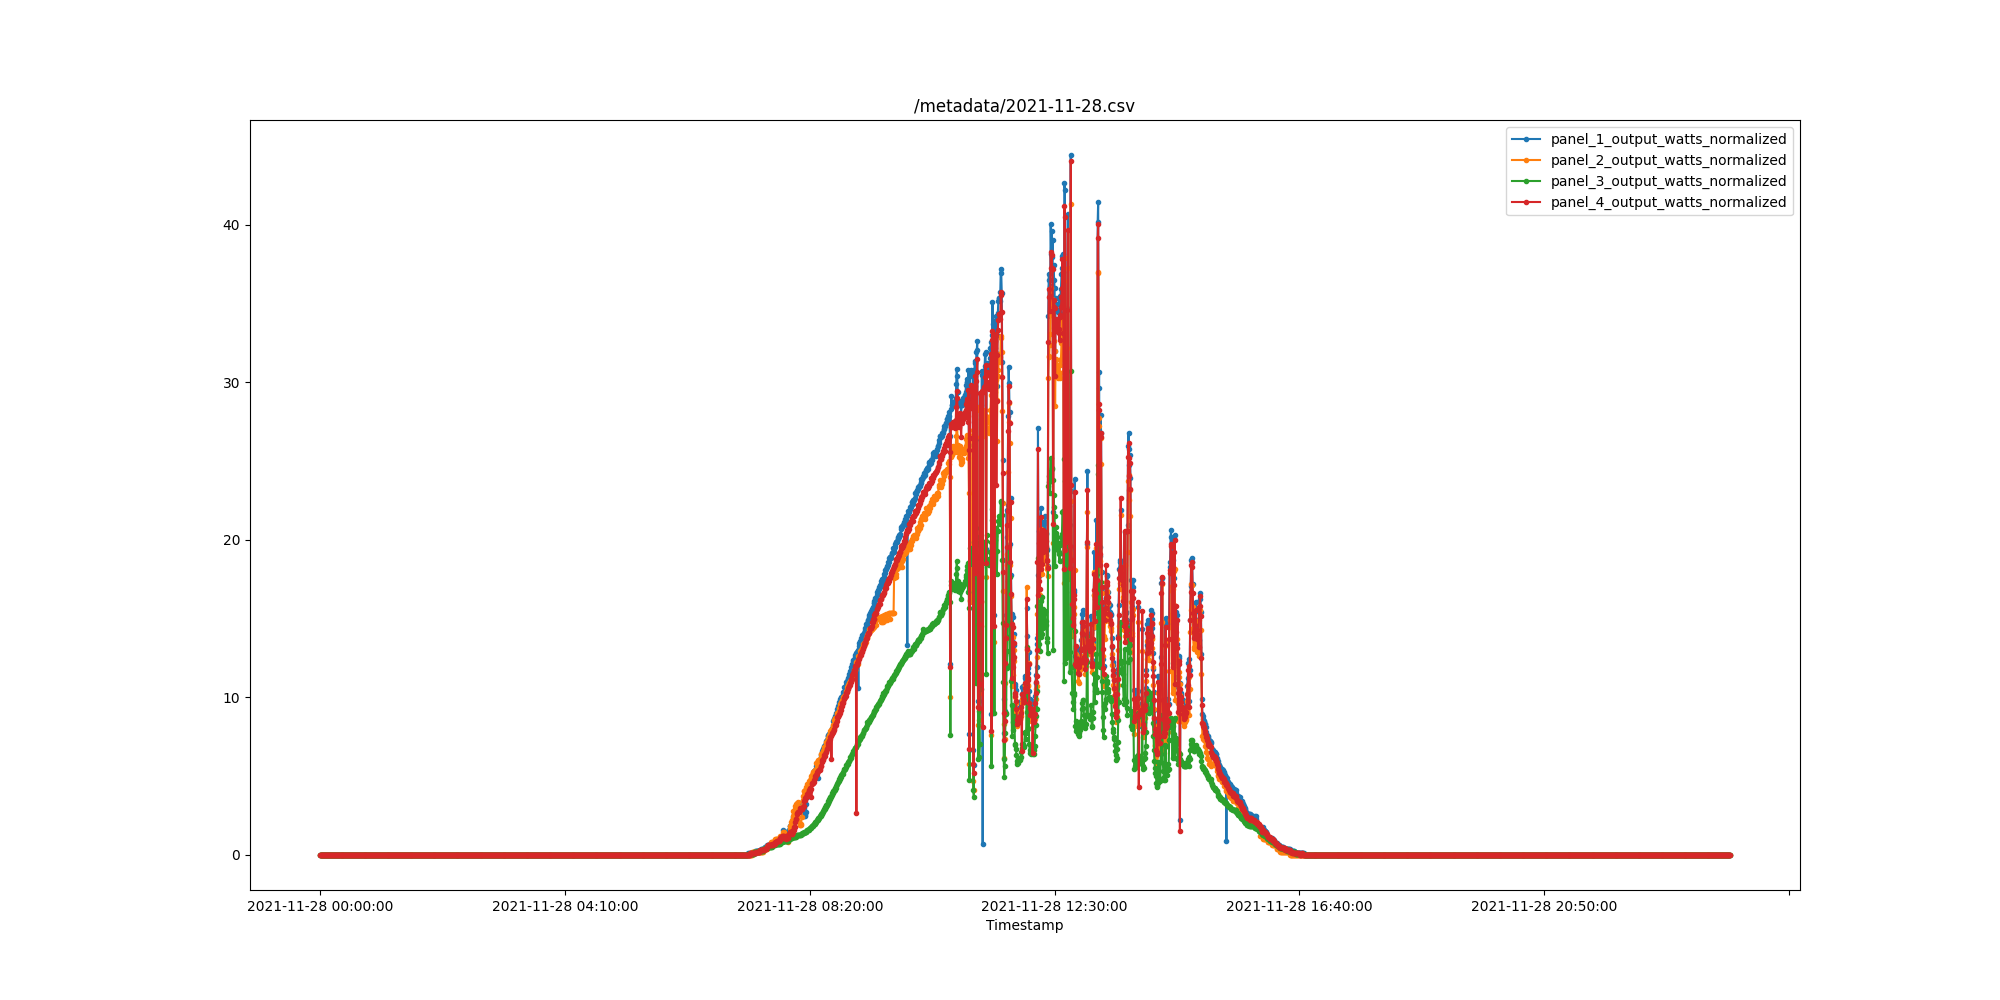 /metadata/2021-11-28.csv
panel_1_output_watts_normalized
panel_2_output_watts_normalized
panel_3_output_watts_normalized
panel_4_output_watts_normalized
40
30
20
10
0
2021-11-28 00:00:00 2021-11-28 04:10:00 2021-11-28 08:20:00 2021-11-28 12:30:00 2021-11-28 16:40:00 2021-11-28 20:50:00
Timestamp